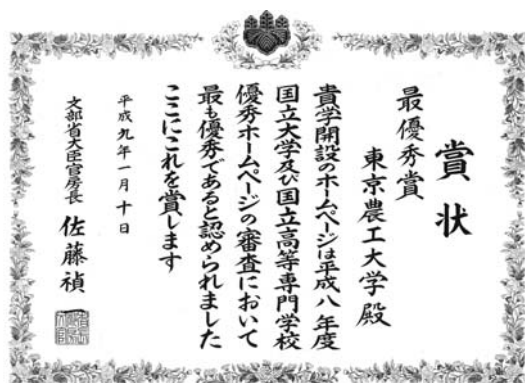 賞状
最優秀賞
東京農工大学殿
貴学開設のホームページは平成八年度
国立大学及び国立高等専門学校
優秀ホームページの審査において
最も優秀であると認められました
ここにこれを賞します
平成九年一月十日
文部省大臣官房長 佐藤禎